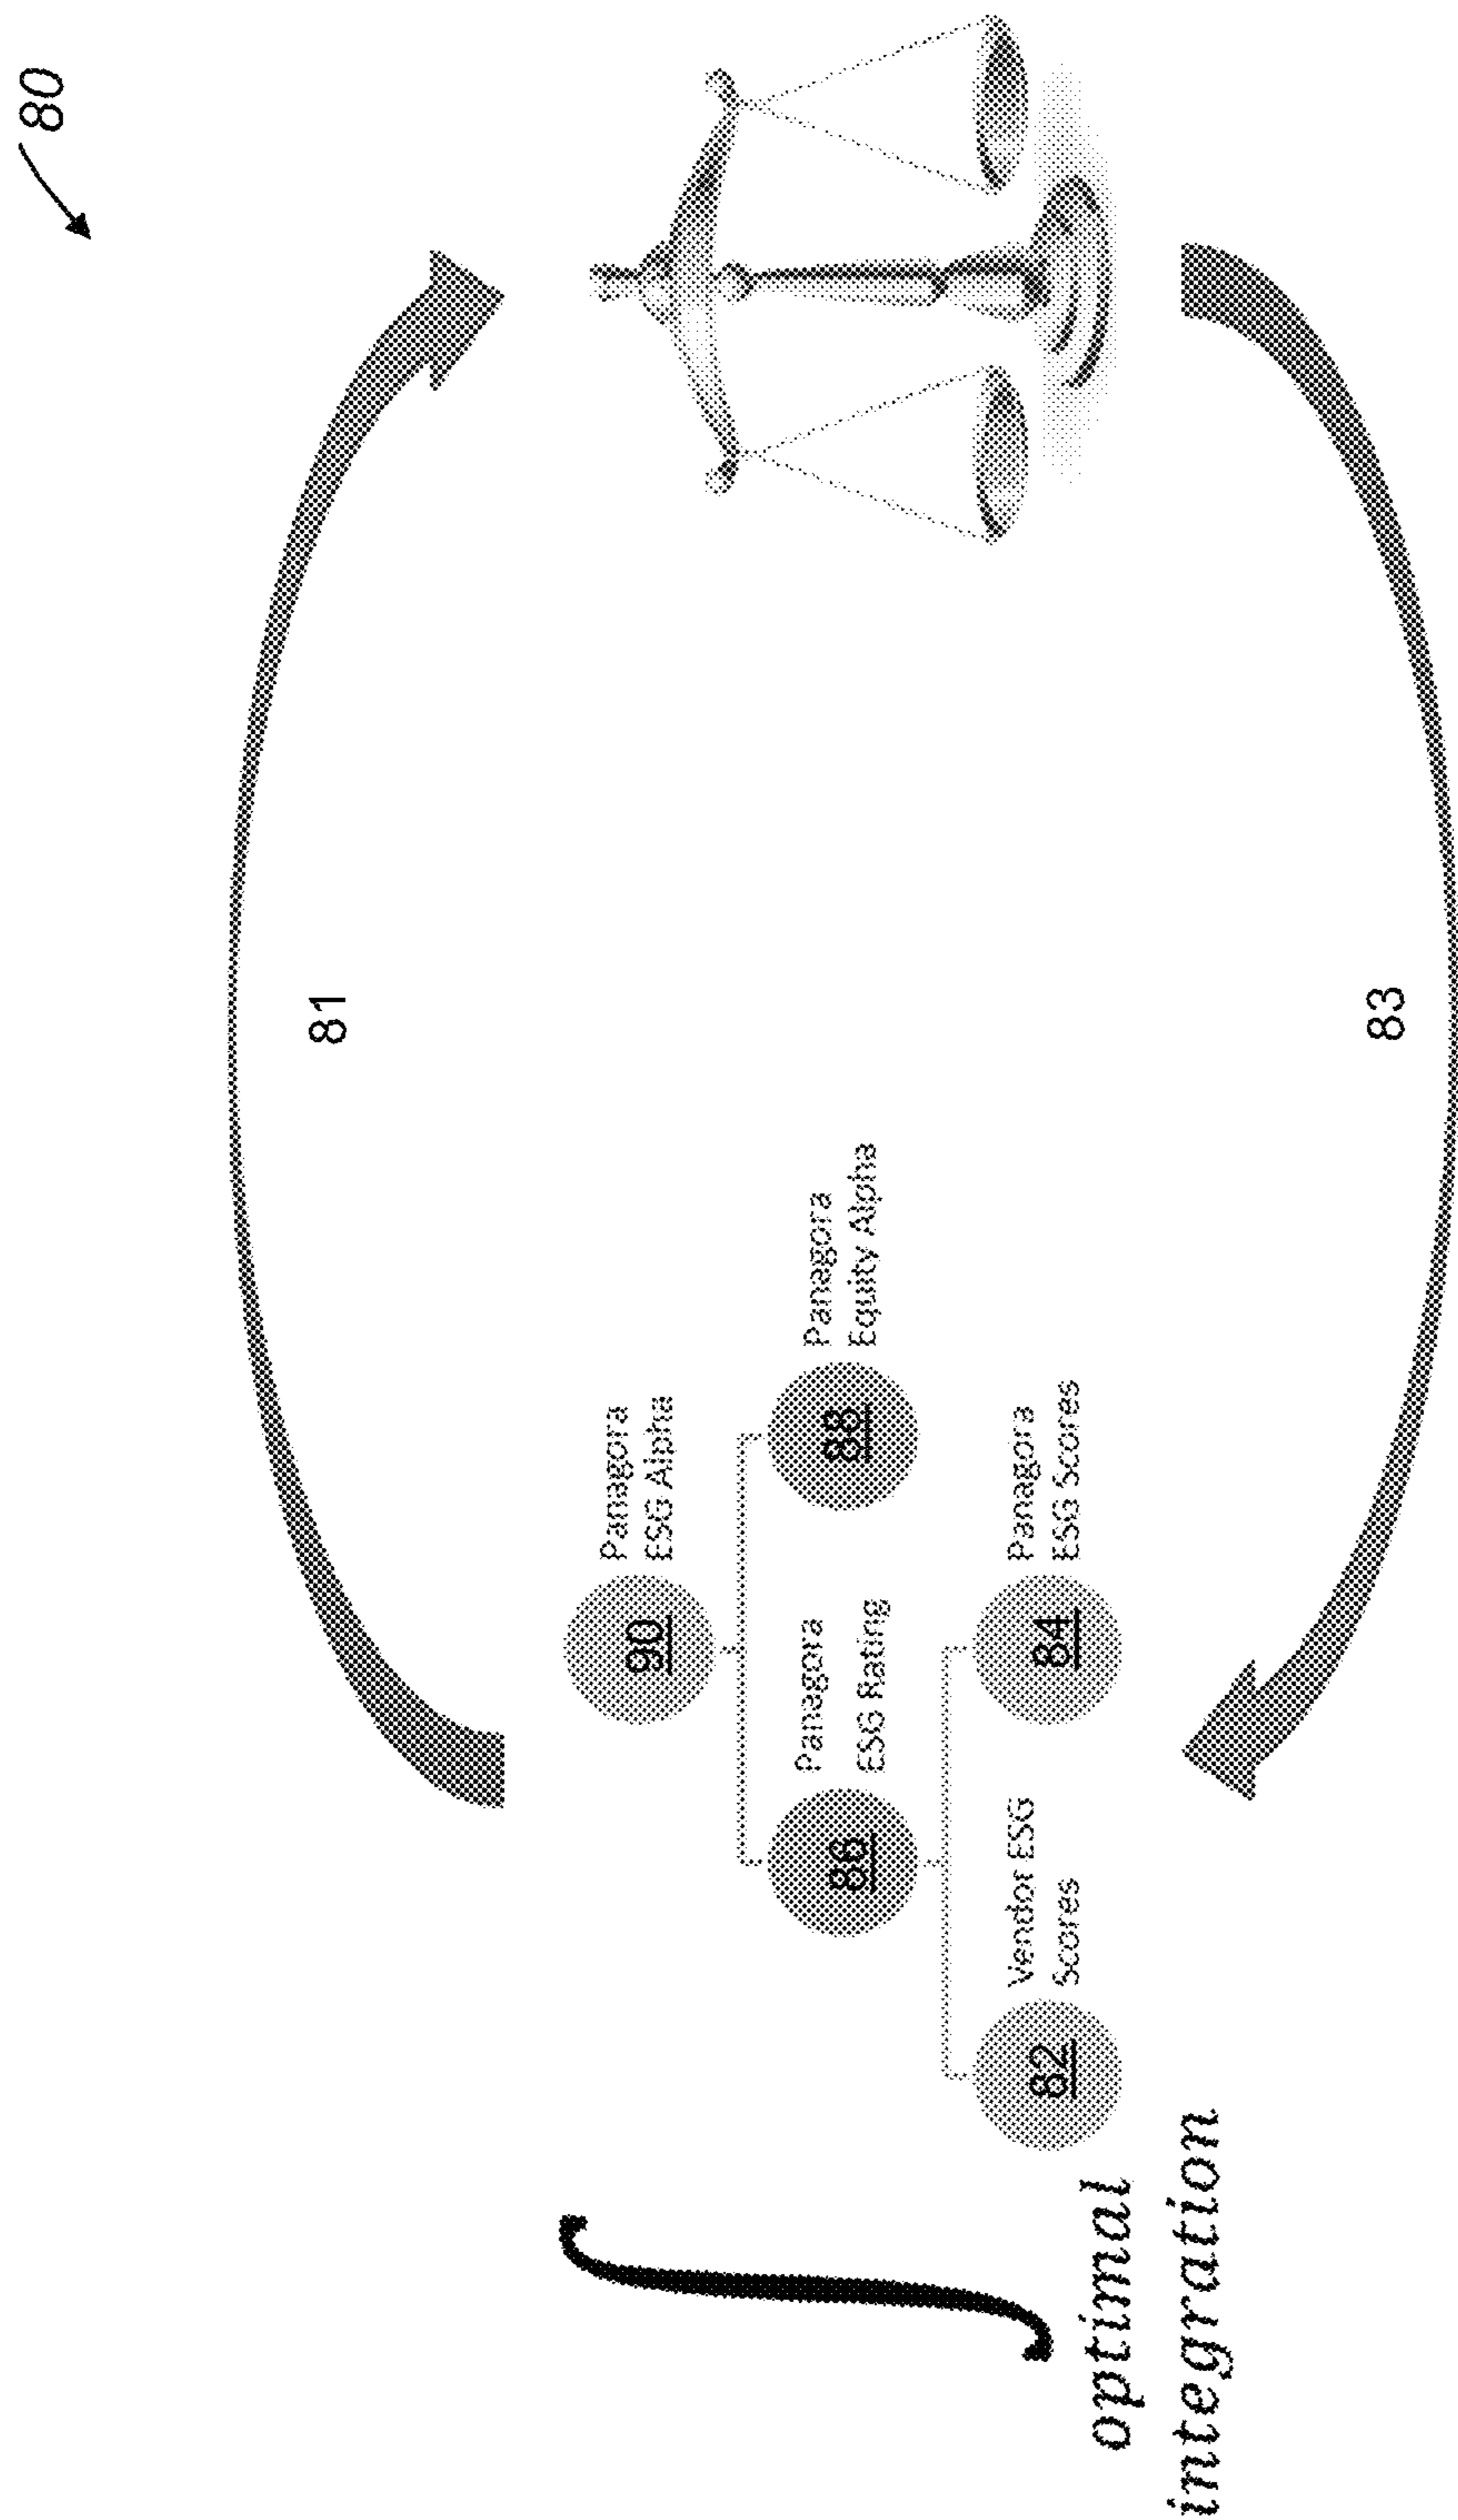 80
81
Panagora
ESG Alpha
90
Panagora
ESG Rating
86
Panagora
Equity Alpha
88
Vendor ESG
Scores
82
Panagora
ESG Scores
84
optimal
integration
83